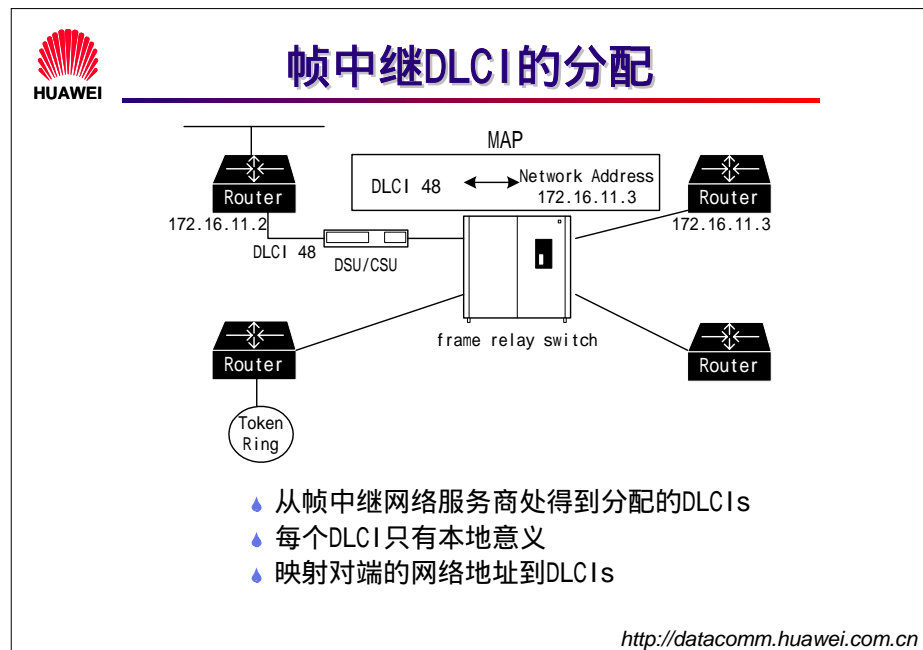 HUAWEI
帧中继DLCI的分配
MAP
DLCI 48
Network Address
172.16.11.3
Router
172.16.11.2
DLCI 48
DSU/CSU
Router
172.16.11.3
frame relay switch
Router
Token
Ring
Router
从帧中继网络服务商处得到分配的DLCIs
每个DLCI只有本地意义
映射对端的网络地址到DLCIs
http://datacomm.huawei.com.cn